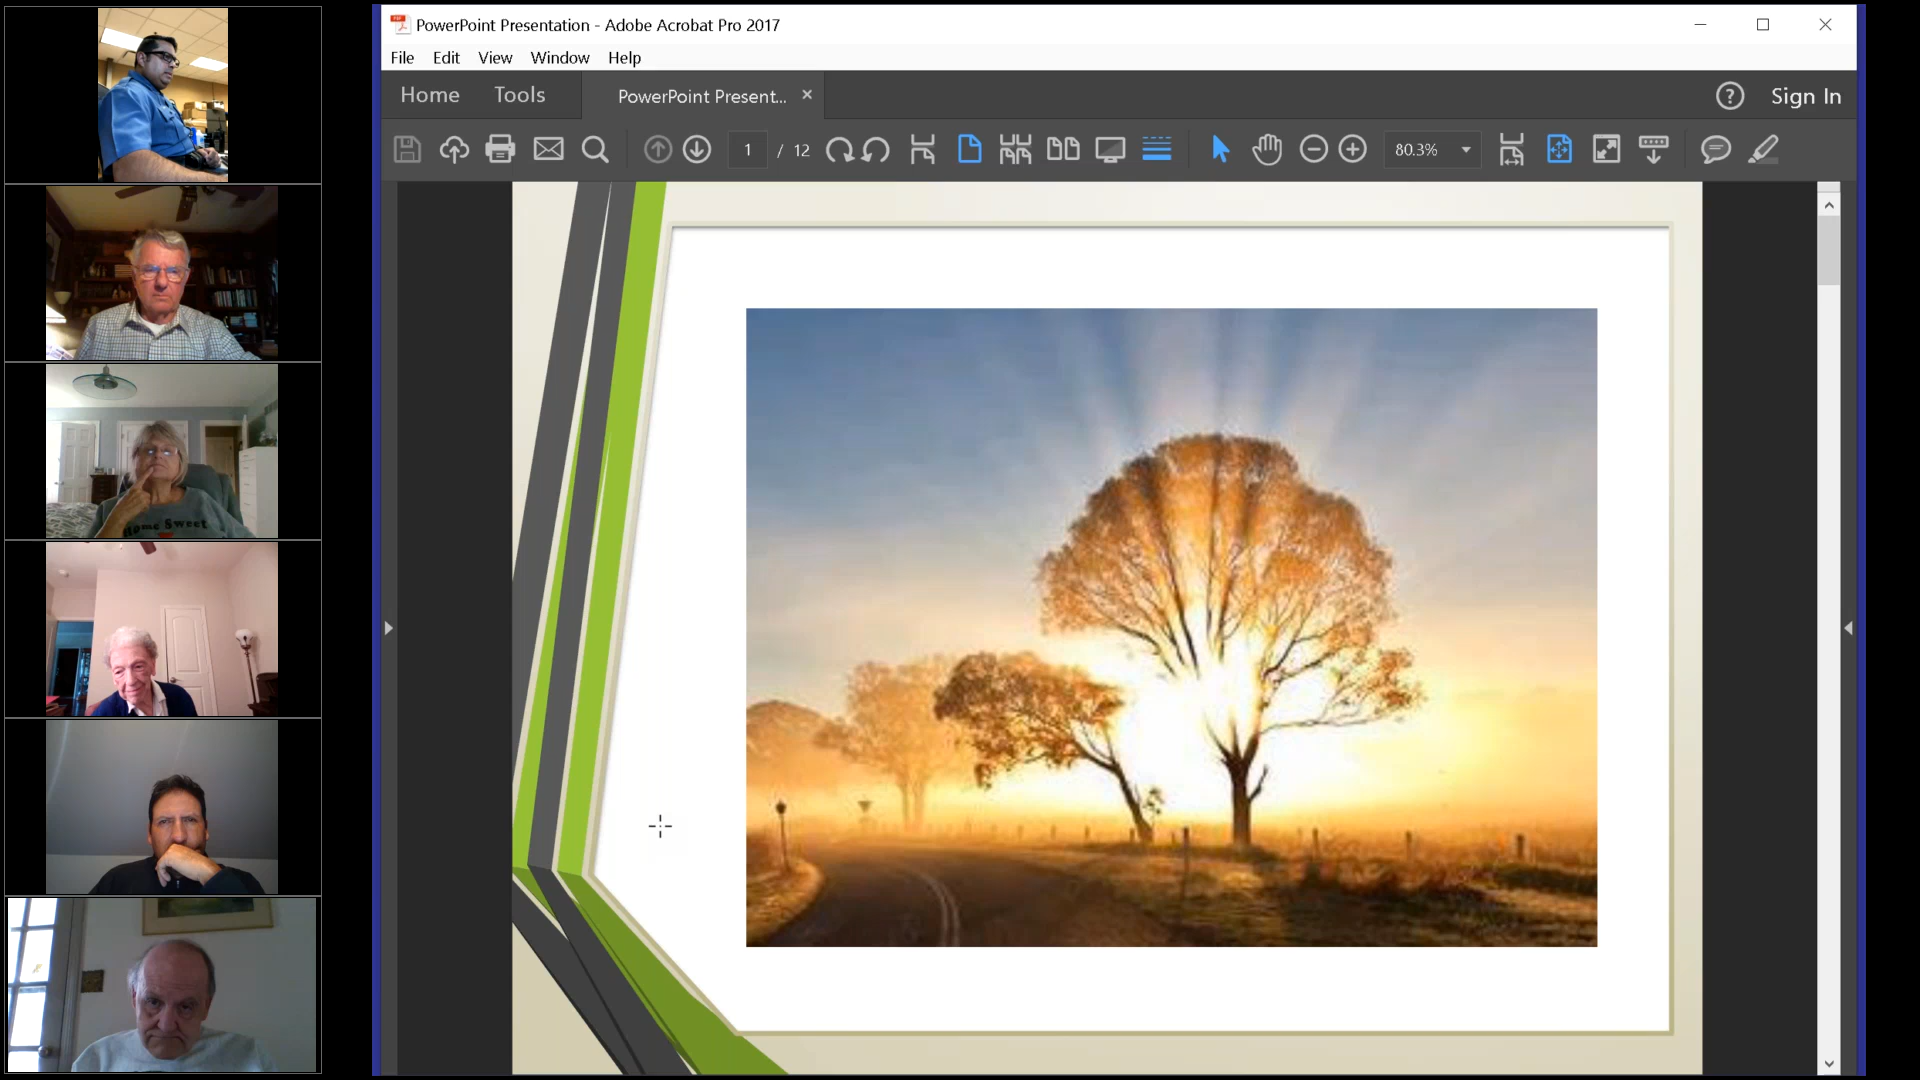 PowerPoint Presentation - Adobe Acrobat Pro 2017
File Edit View Window Help
Home Tools PowerPoint Present... Sign In
1 / 12 80.3%
Home Sweet